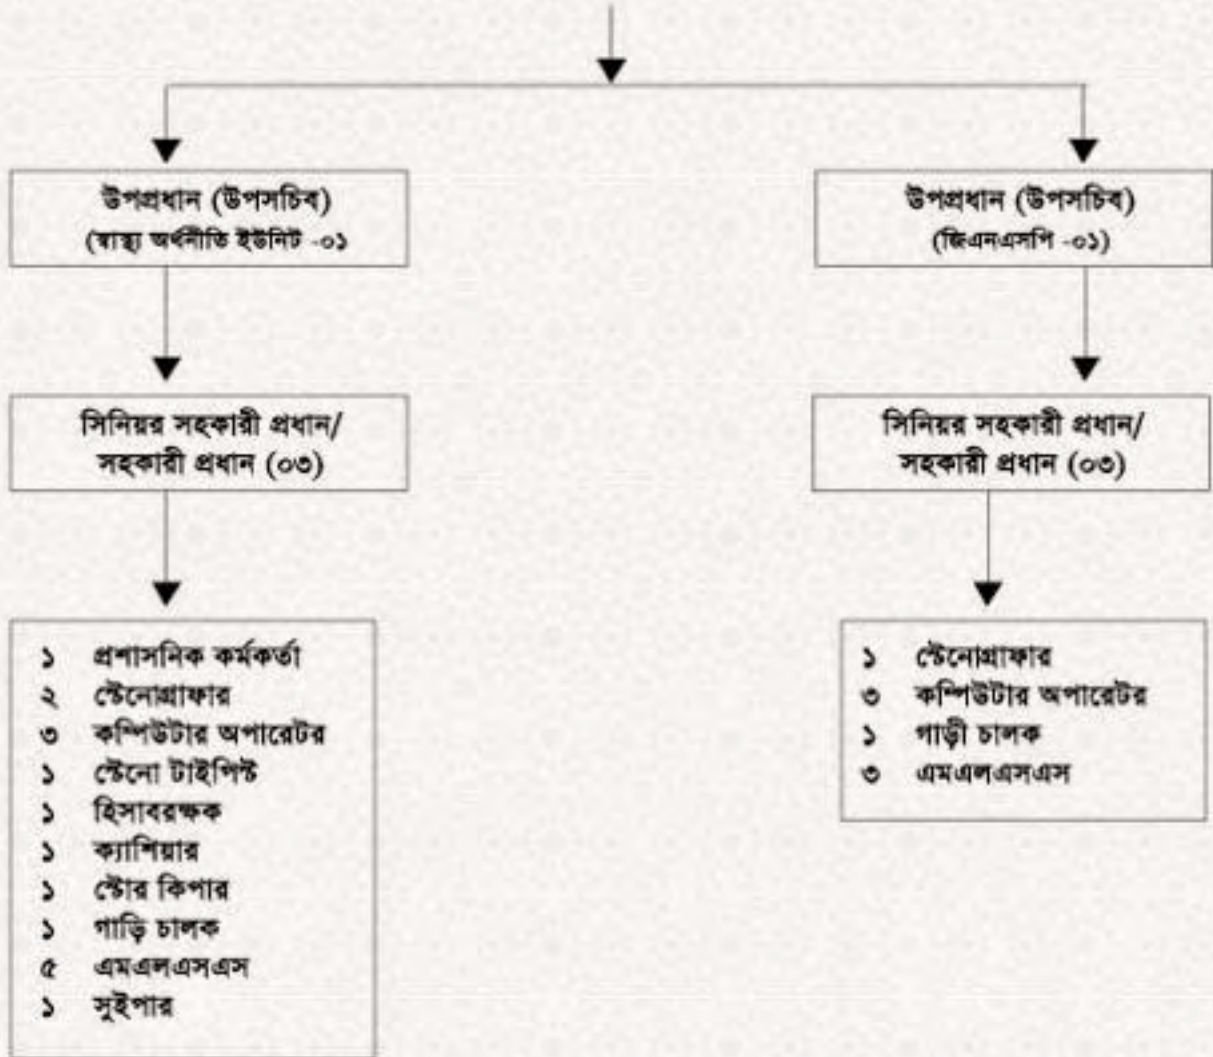 উপপ্রধান (উপসচিব)
(স্বাস্থ্য অর্থনীতি ইউনিট -০১
সিনিয়র সহকারী প্রধান/
সহকারী প্রধান (০৩)
১ প্রশাসনিক কর্মকর্তা
২ স্টেনোগ্রাফার
৩ কম্পিউটার অপারেটর
১ স্টেনো টাইপিস্ট
১ হিসাবরক্ষক
১ ক্যাশিয়ার
১ স্টোর কিপার
১ গাড়ি চালক
৫ এমএলএসএস
১ সুইপার
উপপ্রধান (উপসচিব)
(জিএনএসপি -০১)
সিনিয়র সহকারী প্রধান/
সহকারী প্রধান (০৩)
১ স্টেনোগ্রাফার
৩ কম্পিউটার অপারেটর
১ গাড়ী চালক
৩ এমএলএসএস